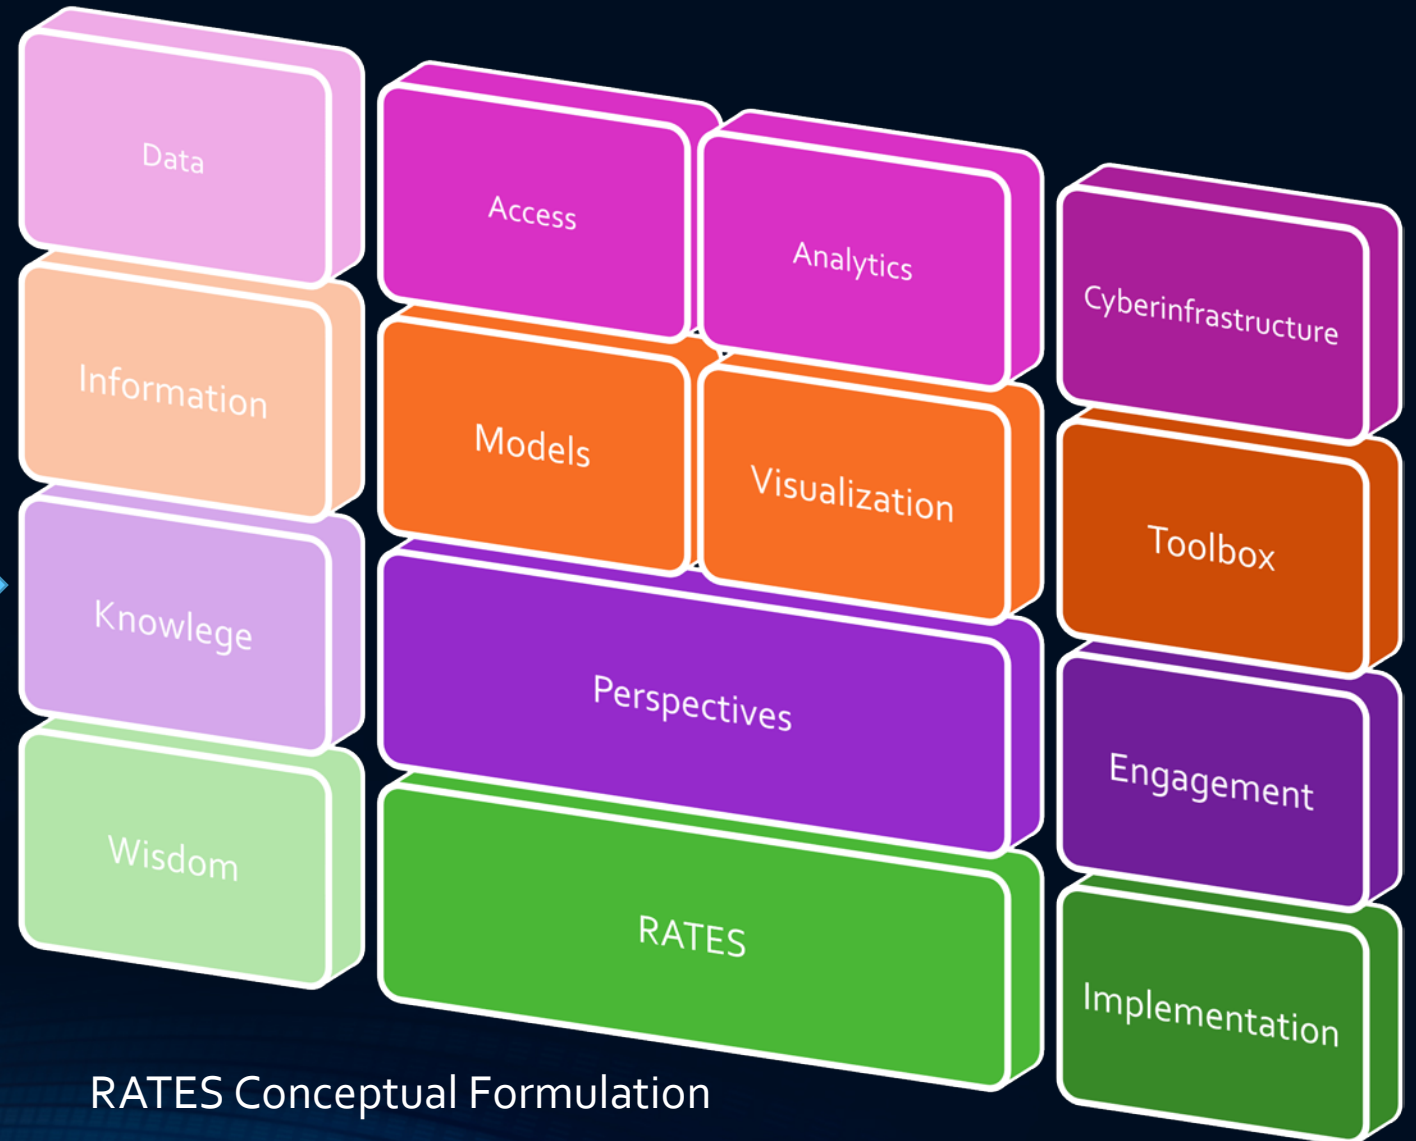 Data
Access
Analytics
Cyberinfrastructure
Information
Models
Visualization
Toolbox
Knowlege
Perspectives
Engagement
Wisdom
RATES
Implementation
RATES Conceptual Formulation